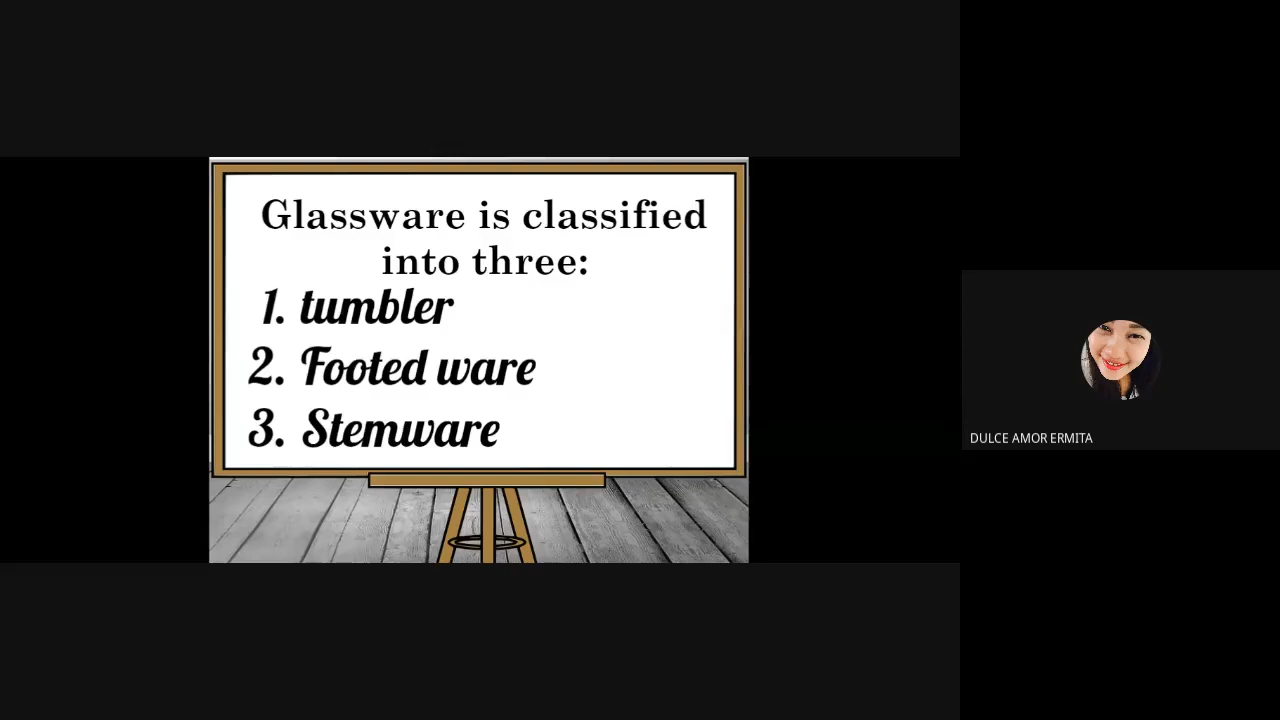 Glassware is classified
into three:
1. tumbler
2. Footed ware
3. Stemware
DULCE AMOR ERMITA